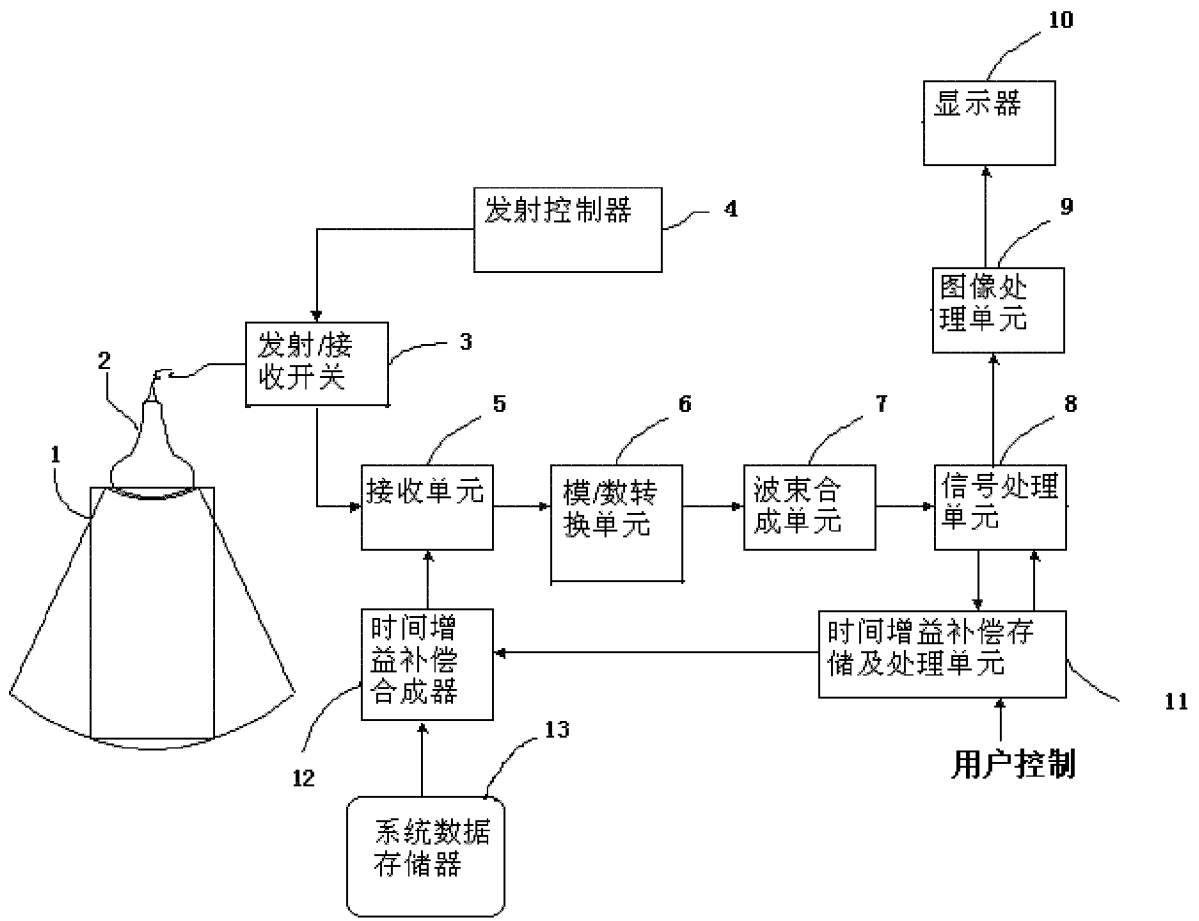 10
显示器
发射控制器
4
9
图像处
理单元
发射/接
收开关
3
2
1
5
接收单元
6
模/数转
换单元
7
波束合
成单元
8
信号处理
单元
时间增
益补偿
合成器
12
时间增益补偿存
储及处理单元
11
用户控制
13
系统数据
存储器